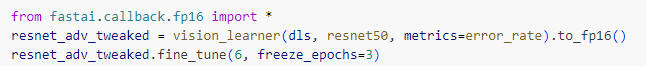 from fastai.callback.fp16 import *
resnet_adv_tweaked = vision_learner(dls, resnet50, metrics=error_rate).to_fp16()
resnet_adv_tweaked.fine_tune(6, freeze_epochs=3)